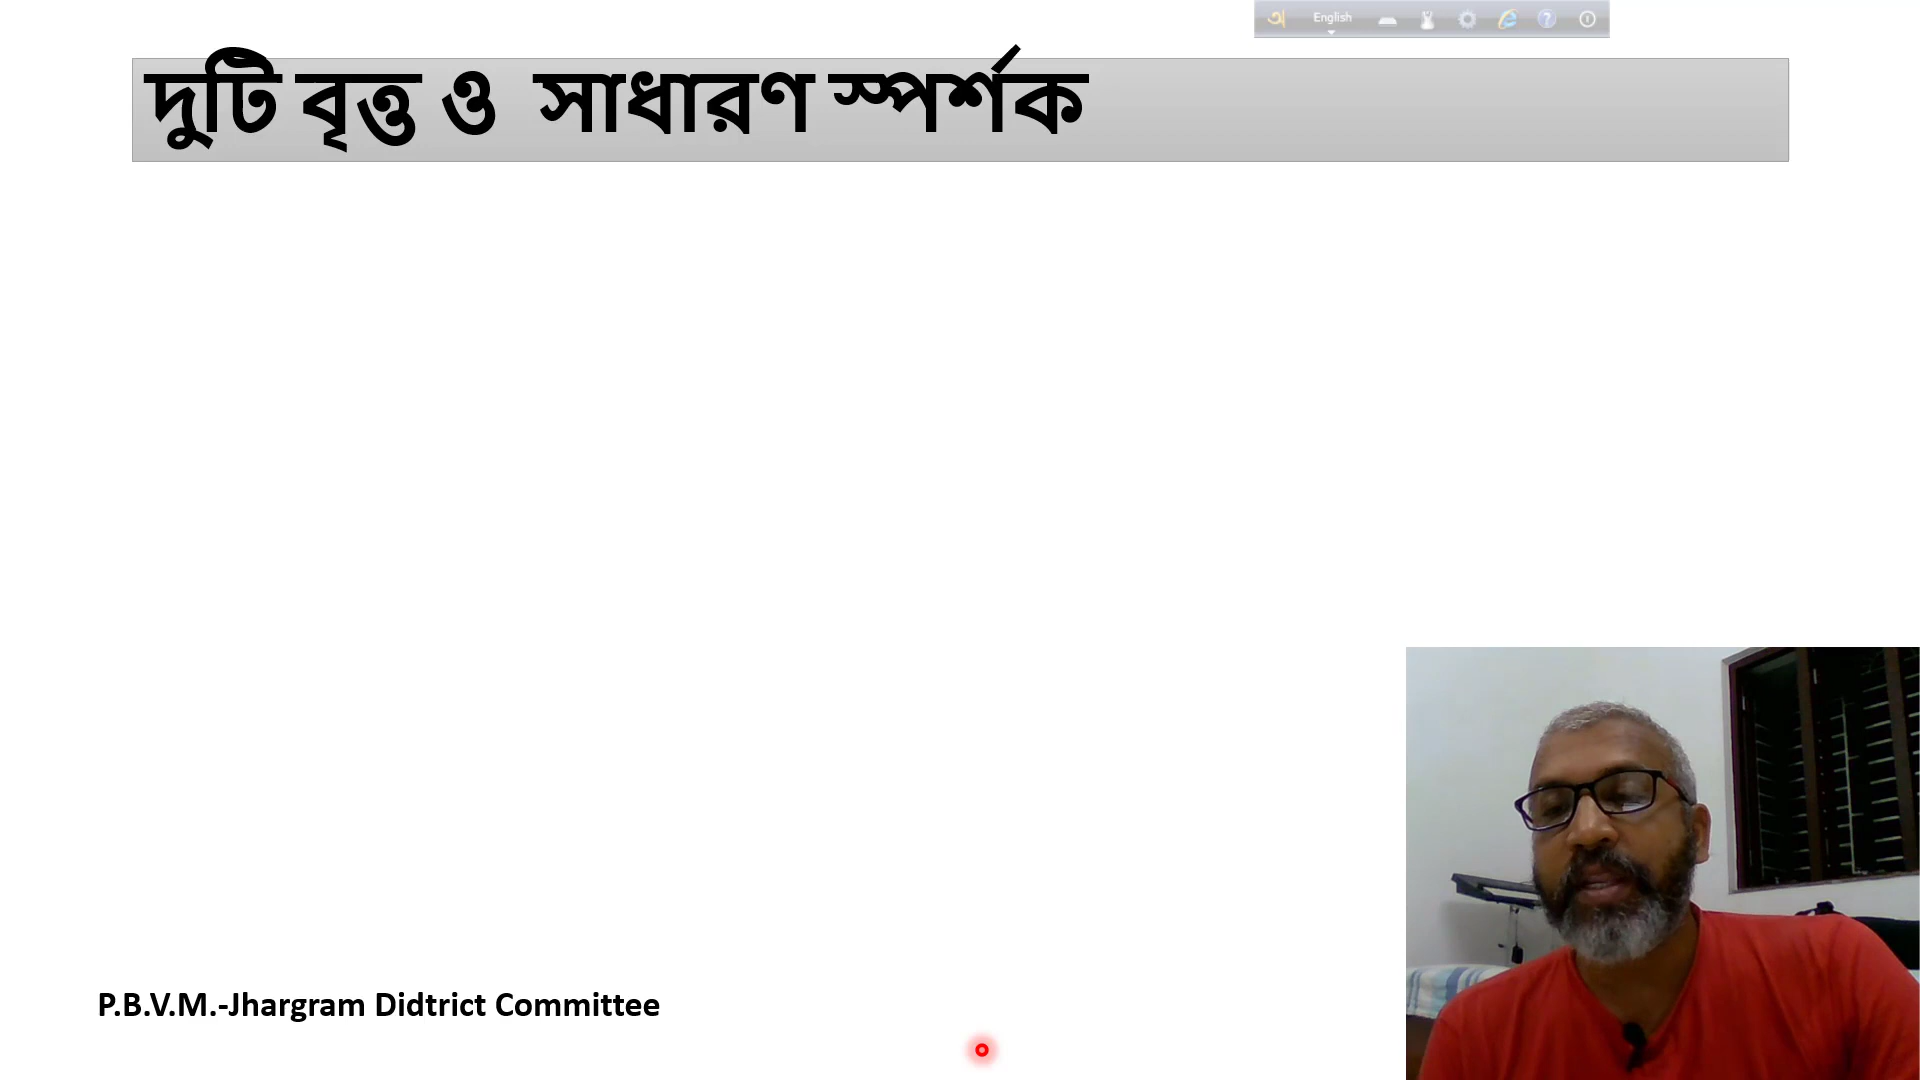 English
দুটি বৃত্ত ও সাধারণ স্পর্শক
P.B.V.M.-Jhargram Didtrict Committee